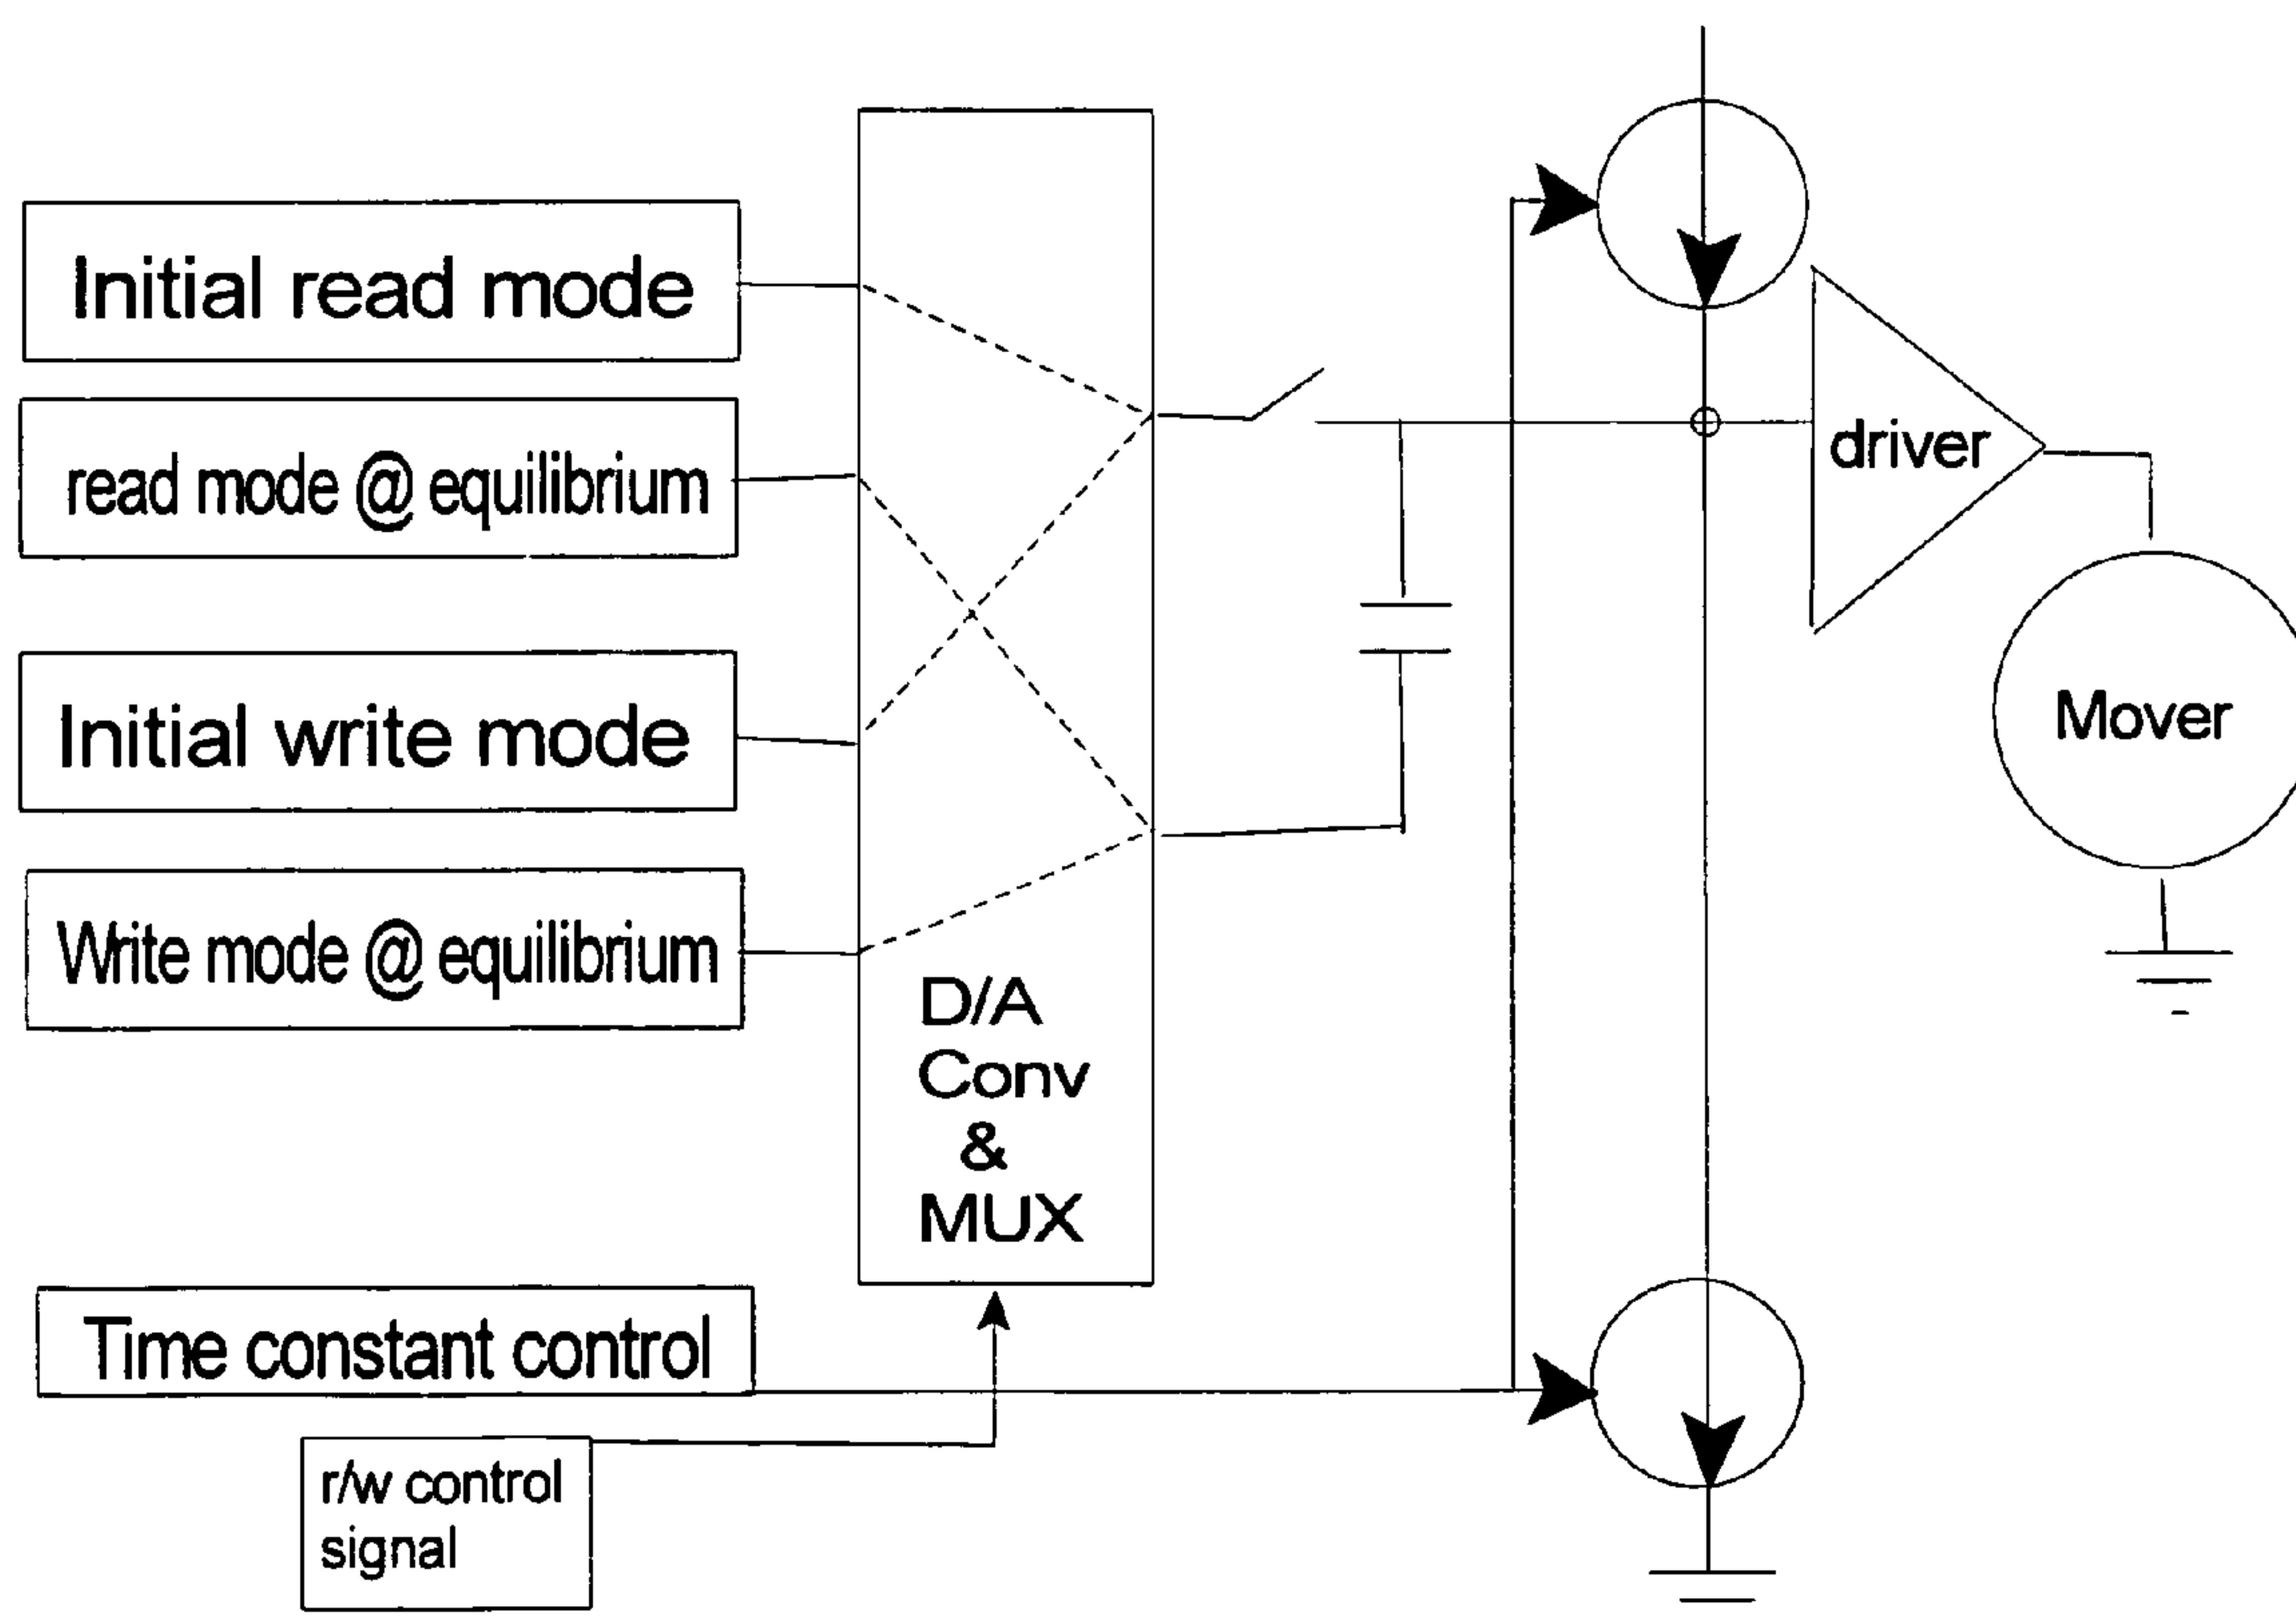 Initial read mode
read mode @ equilibrium
Initial write mode
Write mode @ equilibrium
D/A
Conv
&
MUX
driver
Mover
Time constant control
r/w control
signal